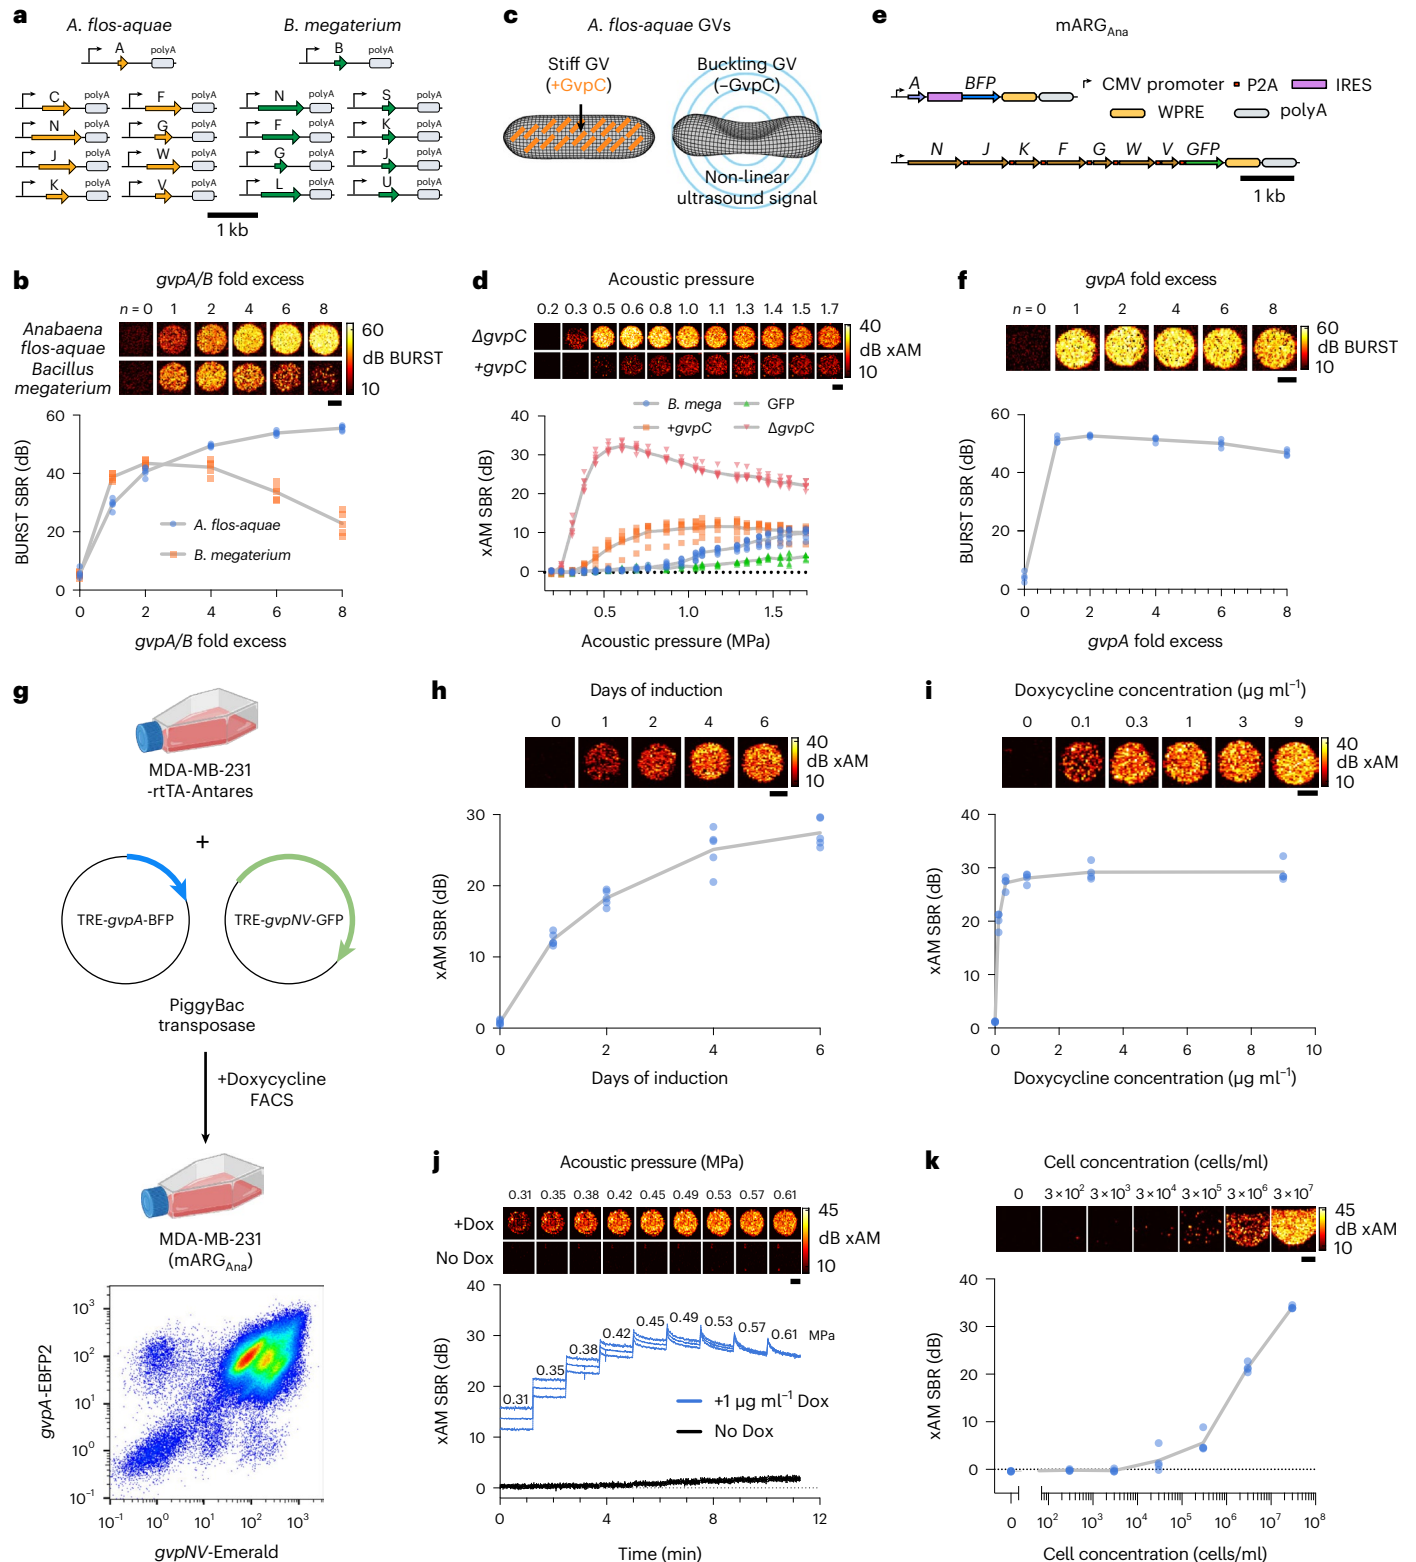 a
A. flos-aquae
B. megaterium
A
polyA
B
polyA
C
polyA
F
polyA
N
polyA
S
polyA
N
polyA
G
polyA
F
polyA
K
polyA
J
polyA
W
polyA
G
polyA
J
polyA
K
polyA
V
polyA
L
polyA
U
polyA
1 kb
c
A. flos-aquae GVs
Stiff GV
(+GvpC)
Buckling GV
(−GvpC)
Non-linear
ultrasound signal
e
mARGAna
A
BFP
CMV promoter
P2A
IRES
WPRE
polyA
N J K F G W V GFP
1 kb
b
gvpA/B fold excess
n = 0 1 2 4 6 8
Anabaena
flos-aquae
Bacillus
megaterium
60
dB BURST
10
BURST SBR (dB)
60
40
20
0
A. flos-aquae
B. megaterium
0 2 4 6 8
gvpA/B fold excess
d
Acoustic pressure
0.2 0.3 0.5 0.6 0.8 1.0 1.1 1.3 1.4 1.5 1.7
ΔgvpC
+gvpC
40
dB xAM
10
B. mega
GFP
+gvpC
ΔgvpC
xAM SBR (dB)
40
30
20
10
0
0.5 1.0 1.5
Acoustic pressure (MPa)
f
gvpA fold excess
n = 0 1 2 4 6 8
60
dB BURST
10
BURST SBR (dB)
60
40
20
0
0 2 4 6 8
gvpA fold excess
g
MDA-MB-231
-rtTA-Antares
+
TRE-gvpA-BFP
TRE-gvpNV-GFP
PiggyBac
transposase
+Doxycycline
FACS
MDA-MB-231
(mARGAna)
gvpA-EBFP2
10³
10²
10¹
10⁰
10⁻¹
10⁻¹ 10⁰ 10¹ 10² 10³
gvpNV-Emerald
h
Days of induction
0 1 2 4 6
40
dB xAM
10
xAM SBR (dB)
30
20
10
0
0 2 4 6
Days of induction
i
Doxycycline concentration (µg ml⁻¹)
0 0.1 0.3 1 3 9
40
dB xAM
10
xAM SBR (dB)
40
30
20
10
0
0 2 4 6 8 10
Doxycycline concentration (µg ml⁻¹)
j
Acoustic pressure (MPa)
0.31 0.35 0.38 0.42 0.45 0.49 0.53 0.57 0.61
+Dox
No Dox
45
dB xAM
10
xAM SBR (dB)
40
30
20
10
0
0.31
0.35
0.38
0.42
0.45
0.49
0.53
0.57
0.61
MPa
+1 µg ml⁻¹ Dox
No Dox
0 4 8 12
Time (min)
k
Cell concentration (cells/ml)
0 3 × 10² 3 × 10³ 3 × 10⁴ 3 × 10⁵ 3 × 10⁶ 3 × 10⁷
45
dB xAM
10
xAM SBR (dB)
40
30
20
10
0
0 10² 10³ 10⁴ 10⁵ 10⁶ 10⁷ 10⁸
Cell concentration (cells/ml)